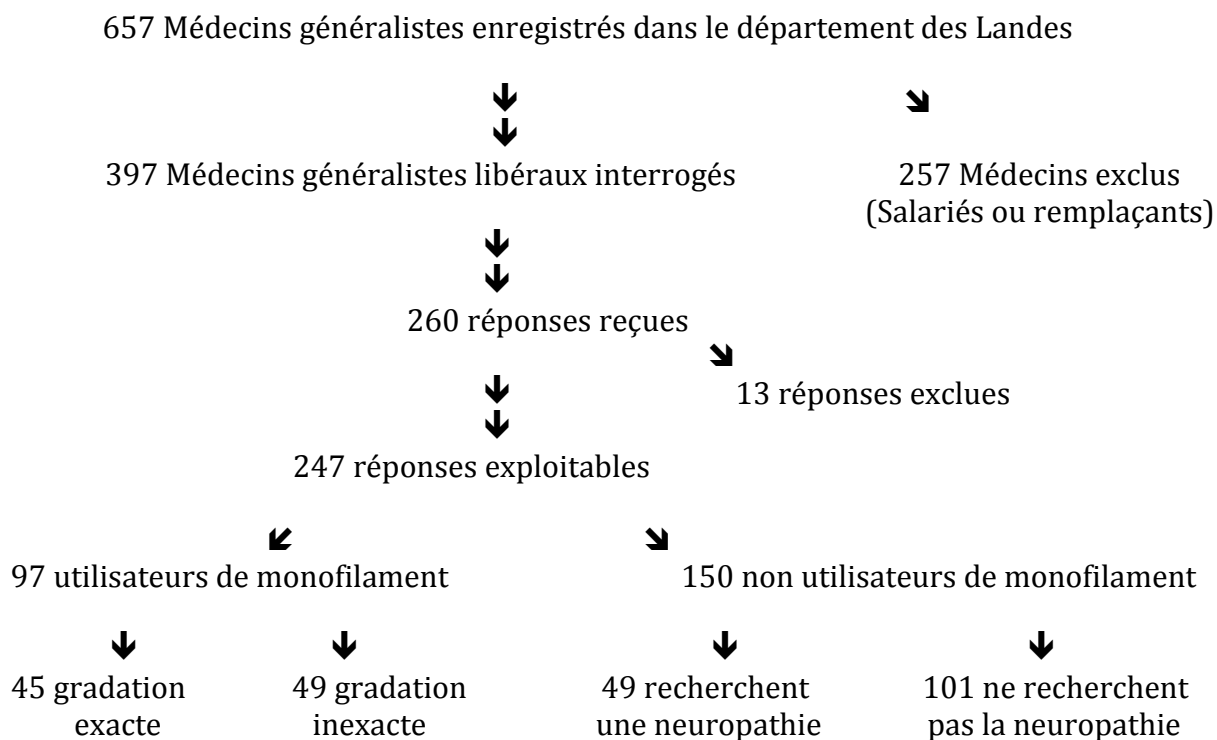 657 Médecins généralistes enregistrés dans le département des Landes
397 Médecins généralistes libéraux interrogés
257 Médecins exclus
(Salariés ou remplaçants)
260 réponses reçues
13 réponses exclues
247 réponses exploitables
97 utilisateurs de monofilament
150 non utilisateurs de monofilament
45 gradation
exacte
49 gradation
inexacte
49 recherchent
une neuropathie
101 ne recherchent
pas la neuropathie